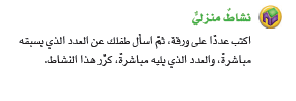 نشاطٌ منزليٌّ
اكتب عددًا على ورقة، ثمّ اسأل طفلك عن العدد الذي يسبقه
مباشرةً، والعدد الذي يليه مباشرةً، كرِّر هذا النشاط.